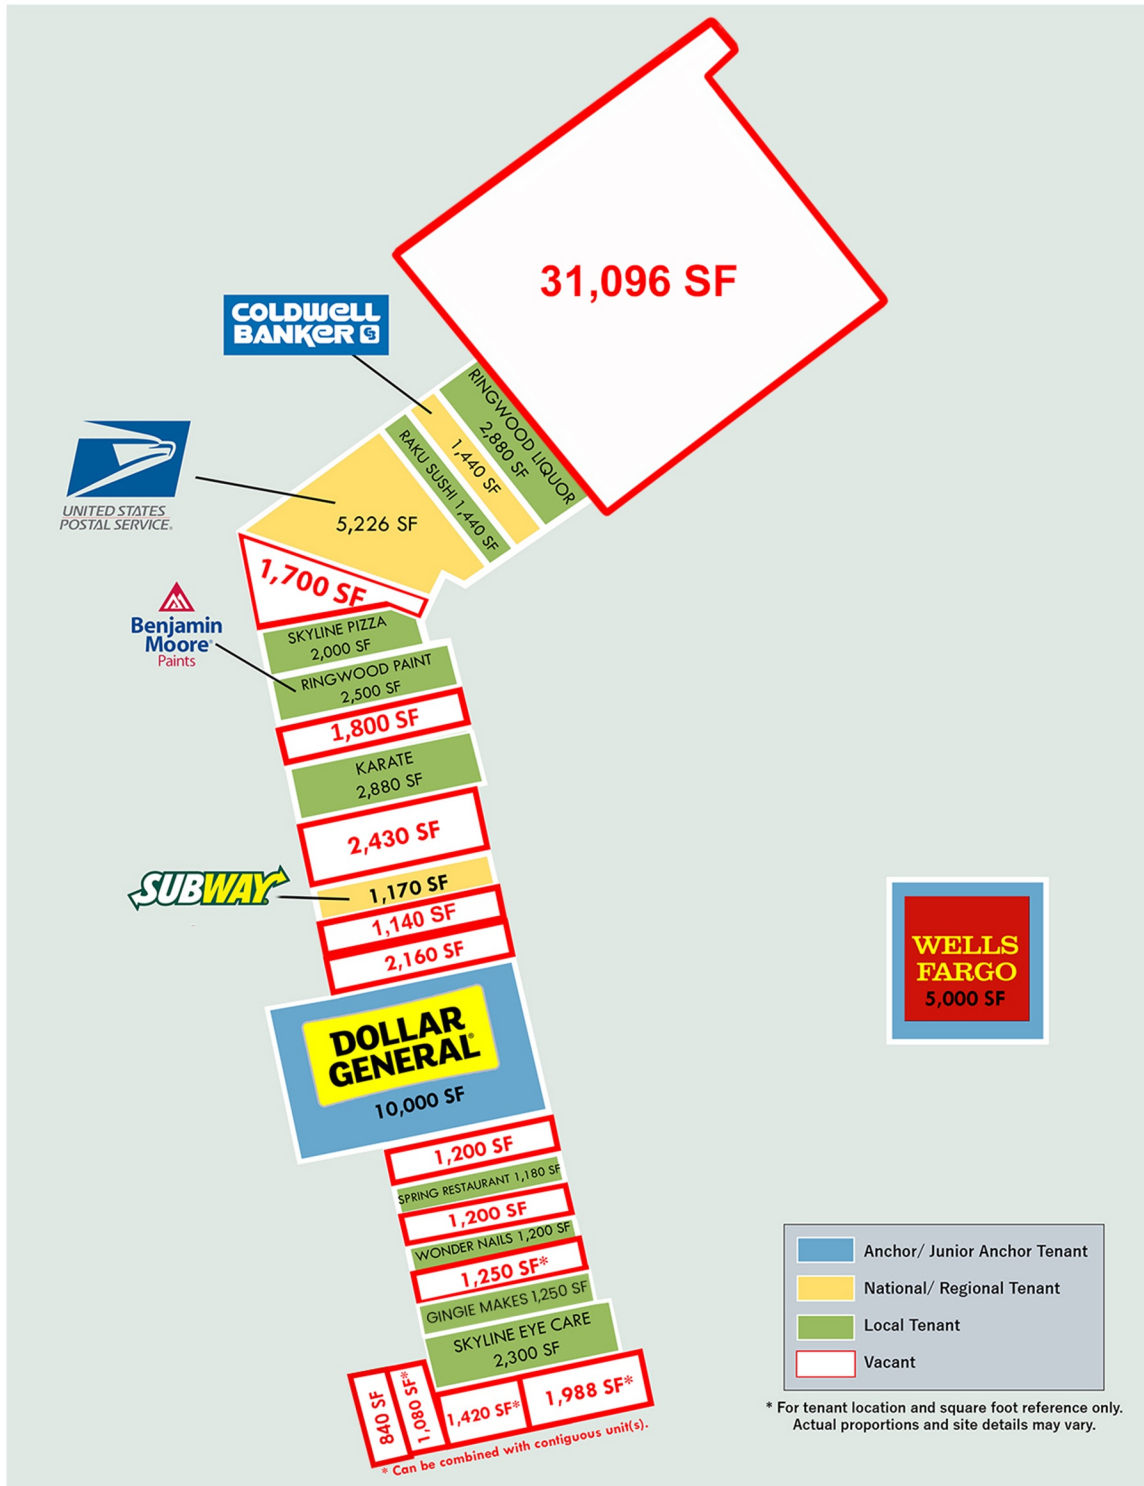 31,096 SF
COLDWELL
BANKER CB
RINGWOOD LIQUOR
2,880 SF
1,440 SF
RAKU SUSHI 1,440 SF
UNITED STATES
POSTAL SERVICE®
5,226 SF
1,700 SF
Benjamin
Moore®
Paints
SKYLINE PIZZA
2,000 SF
RINGWOOD PAINT
2,500 SF
1,800 SF
KARATE
2,880 SF
2,430 SF
SUBWAY®
1,170 SF
1,140 SF
2,160 SF
WELLS
FARGO
5,000 SF
DOLLAR
GENERAL®
10,000 SF
1,200 SF
SPRING RESTAURANT 1,180 SF
1,200 SF
WONDER NAILS 1,200 SF
1,250 SF*
GINGIE MAKES 1,250 SF
SKYLINE EYE CARE
2,300 SF
840 SF
1,080 SF*
1,420 SF*
1,988 SF*
* Can be combined with contiguous unit(s).
Anchor/ Junior Anchor Tenant
National/ Regional Tenant
Local Tenant
Vacant
* For tenant location and square foot reference only.
Actual proportions and site details may vary.